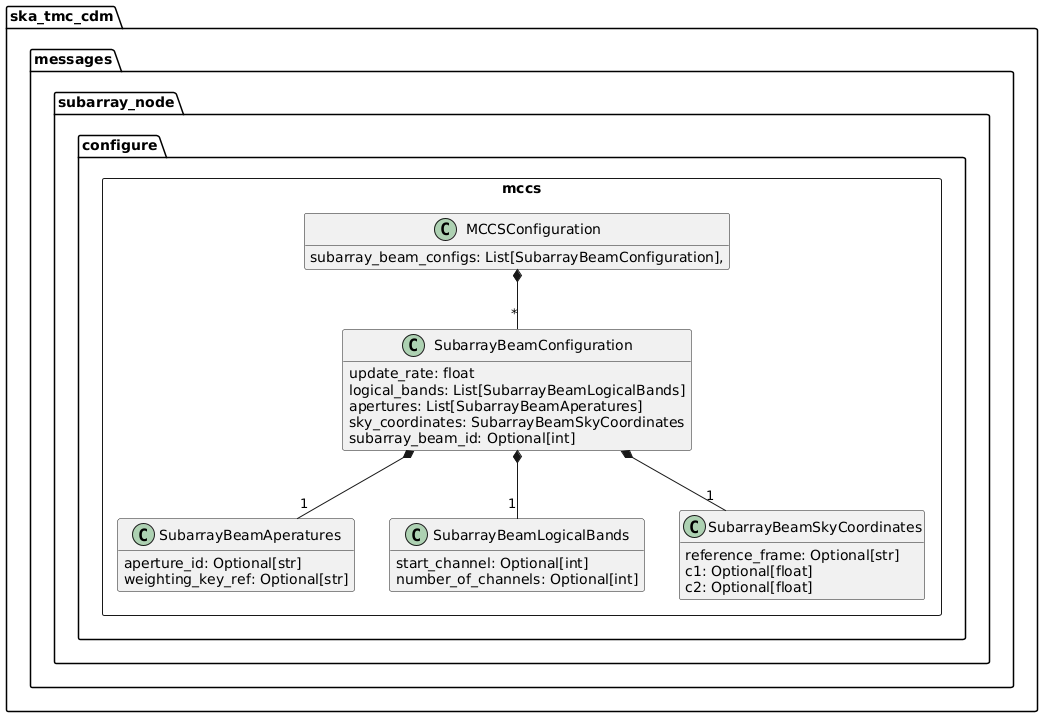 ska_tmc_cdm
messages
subarray_node
configure
mccs
C MCCSConfiguration
subarray_beam_configs: List[SubarrayBeamConfiguration],
*
C SubarrayBeamConfiguration
update_rate: float
logical_bands: List[SubarrayBeamLogicalBands]
apertures: List[SubarrayBeamAperatures]
sky_coordinates: SubarrayBeamSkyCoordinates
subarray_beam_id: Optional[int]
1
1
1
C SubarrayBeamAperatures
aperture_id: Optional[str]
weighting_key_ref: Optional[str]
C SubarrayBeamLogicalBands
start_channel: Optional[int]
number_of_channels: Optional[int]
C SubarrayBeamSkyCoordinates
reference_frame: Optional[str]
c1: Optional[float]
c2: Optional[float]